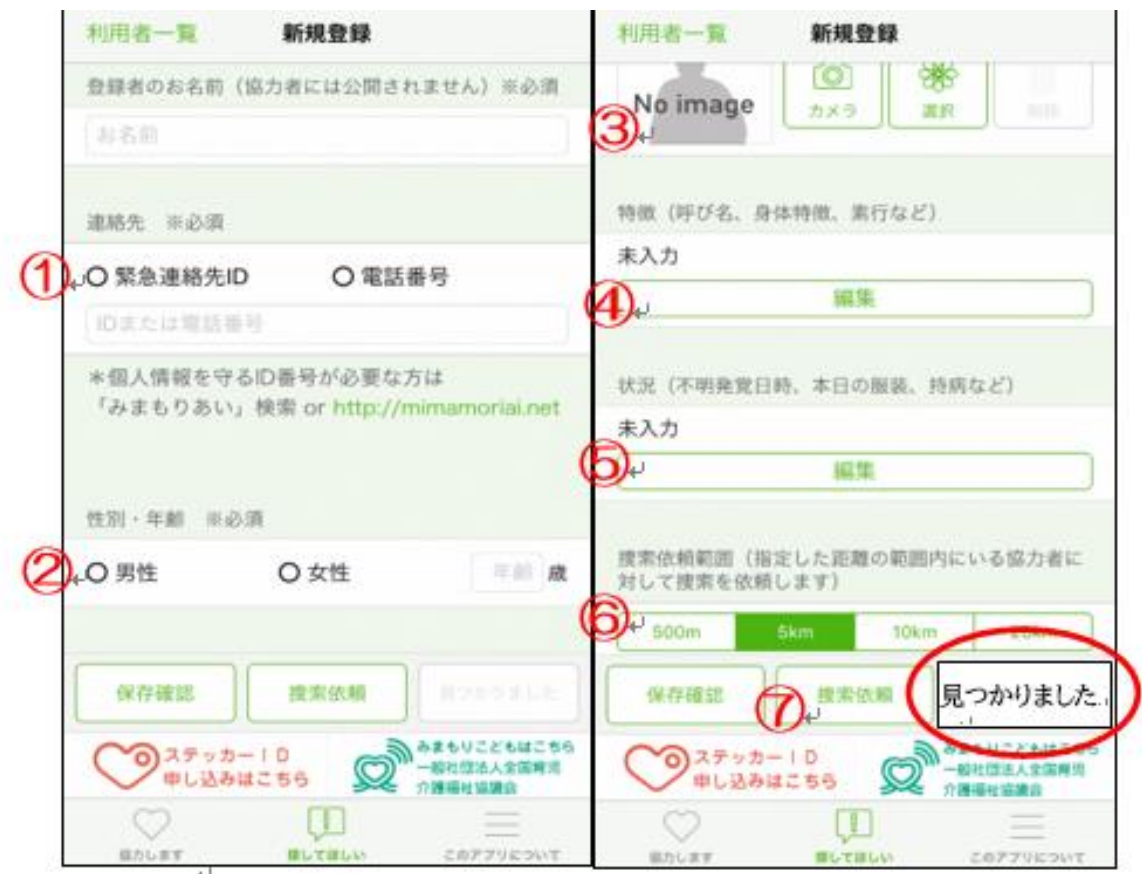 利用者一覧 新規登録
登録者のお名前（協力者には公開されません）※必須
お名前
連絡先 ※必須
① 緊急連絡先ID 電話番号
IDまたは電話番号
＊個人情報を守るID番号が必要な方は
「みまもりあい」検索 or http://mimamoriai.net
性別・年齢 ※必須
② 男性 女性 年齢 歳
保存確認 捜索依頼 見つかりました
ステッカーＩＤ
申し込みはこちら
みまもりこどもはこちら
一般社団法人全国育児
介護福祉協議会
協力します 探してほしい このアプリについて
利用者一覧 新規登録
③ No image カメラ 選択 削除
特徴（呼び名、身体特徴、素行など）
未入力
④ 編集
状況（不明発覚日時、本日の服装、持病など）
未入力
⑤ 編集
捜索依頼範囲（指定した距離の範囲内にいる協力者に
対して捜索を依頼します）
⑥ 500m 5km 10km
保存確認 ⑦ 捜索依頼 見つかりました
ステッカーＩＤ
申し込みはこちら
みまもりこどもはこちら
一般社団法人全国育児
介護福祉協議会
協力します 探してほしい このアプリについて